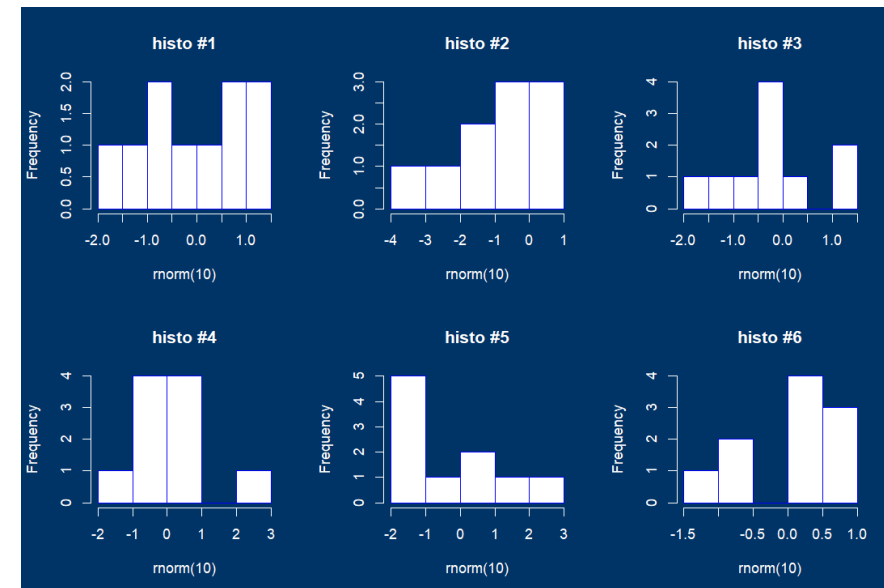 histo #1
Frequency
0.0 0.5 1.0 1.5 2.0
-2.0 -1.0 0.0 1.0
rnorm(10)
histo #2
Frequency
0.0 1.0 2.0 3.0
-4 -3 -2 -1 0 1
rnorm(10)
histo #3
Frequency
0 1 2 3 4
-2.0 -1.0 0.0 1.0
rnorm(10)
histo #4
Frequency
0 1 2 3 4
-2 -1 0 1 2 3
rnorm(10)
histo #5
Frequency
0 1 2 3 4 5
-2 -1 0 1 2 3
rnorm(10)
histo #6
Frequency
0 1 2 3 4
-1.5 -0.5 0.0 0.5 1.0
rnorm(10)